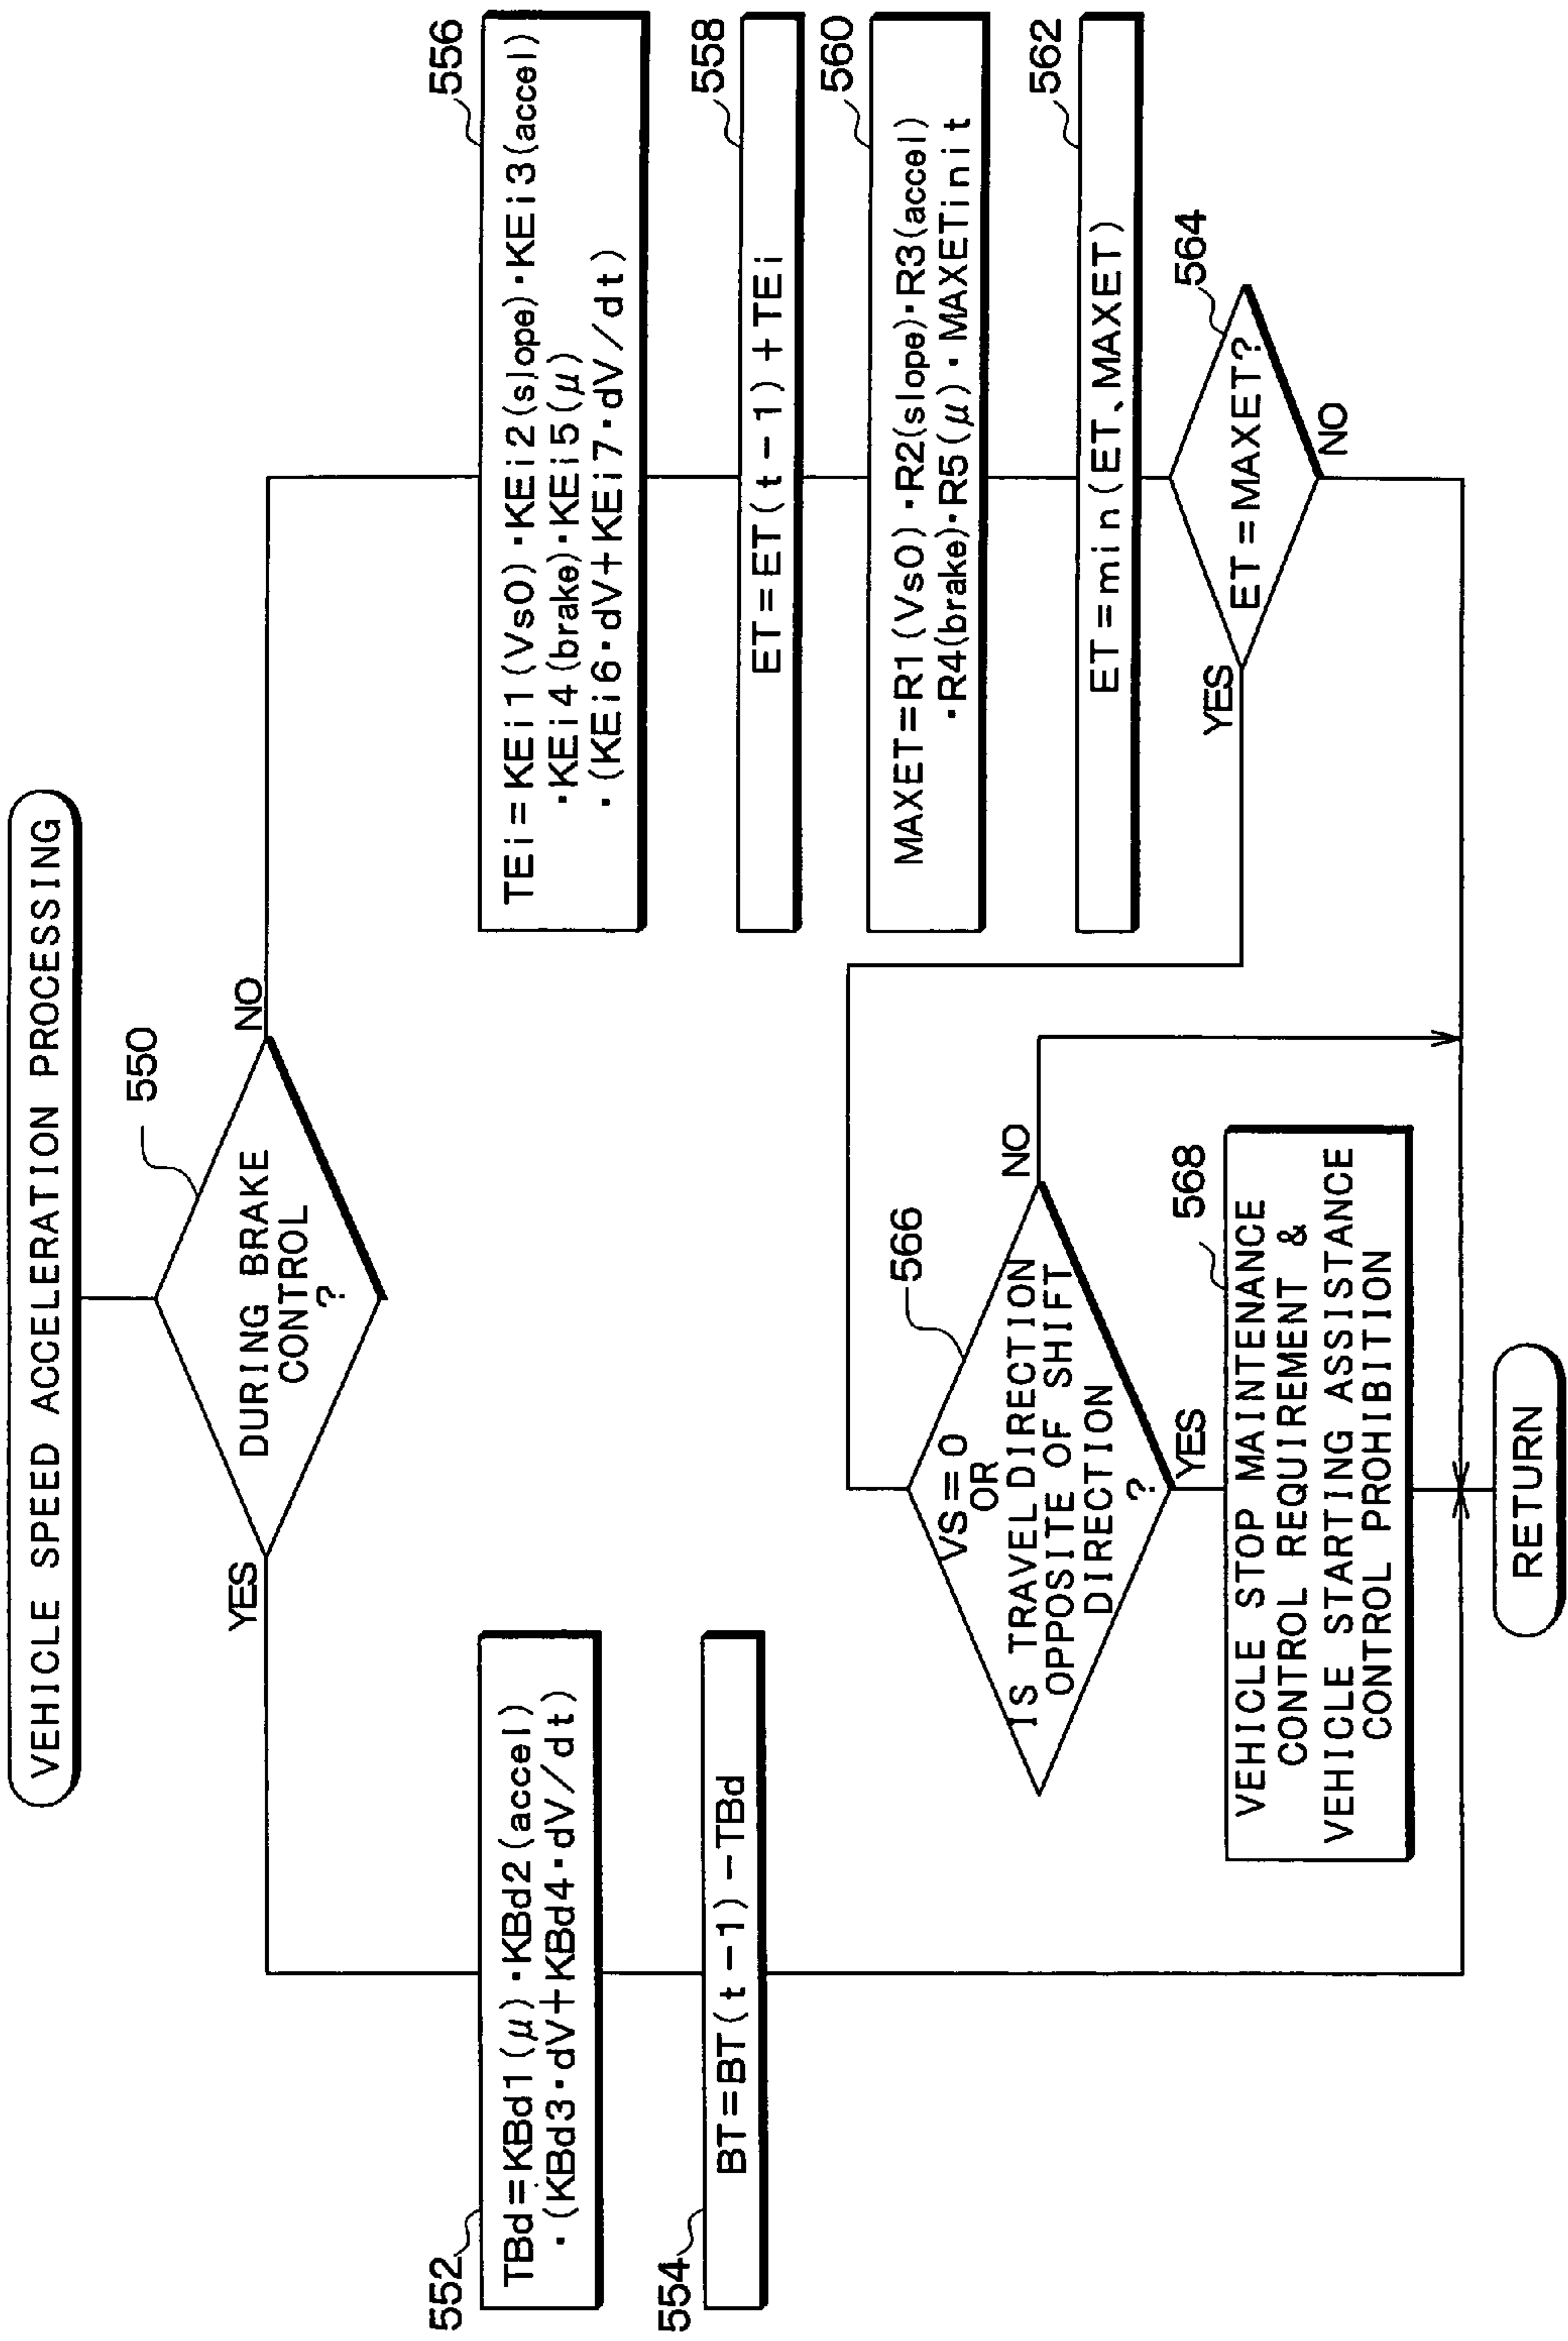 VEHICLE SPEED ACCELERATION PROCESSING
550
DURING BRAKE
CONTROL
?
YES
NO
552
TBd=KBd1(μ)·KBd2(accel)
·(KBd3·dV+KBd4·dV/dt)
554
BT=BT(t-1)-TBd
556
TEi=KEi1(Vs0)·KEi2(slope)·KEi3(accel)
·KEi4(brake)·KEi5(μ)
·(KEi6·dV+KEi7·dV/dt)
558
ET=ET(t-1)+TEi
560
MAXET=R1(Vs0)·R2(slope)·R3(accel)
·R4(brake)·R5(μ)·MAXETinit
562
ET=min(ET、MAXET)
564
ET=MAXET?
YES
NO
566
VS=0
OR
IS TRAVEL DIRECTION
OPPOSITE OF SHIFT
DIRECTION
?
NO
YES
568
VEHICLE STOP MAINTENANCE
CONTROL REQUIREMENT &
VEHICLE STARTING ASSISTANCE
CONTROL PROHIBITION
RETURN